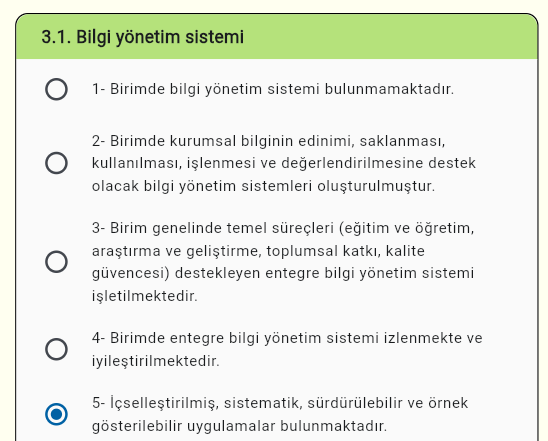 3.1. Bilgi yönetim sistemi
1- Birimde bilgi yönetim sistemi bulunmamaktadır.
2- Birimde kurumsal bilginin edinimi, saklanması,
kullanılması, işlenmesi ve değerlendirilmesine destek
olacak bilgi yönetim sistemleri oluşturulmuştur.
3- Birim genelinde temel süreçleri (eğitim ve öğretim,
araştırma ve geliştirme, toplumsal katkı, kalite
güvencesi) destekleyen entegre bilgi yönetim sistemi
işletilmektedir.
4- Birimde entegre bilgi yönetim sistemi izlenmekte ve
iyileştirilmektedir.
5- İçselleştirilmiş, sistematik, sürdürülebilir ve örnek
gösterilebilir uygulamalar bulunmaktadır.